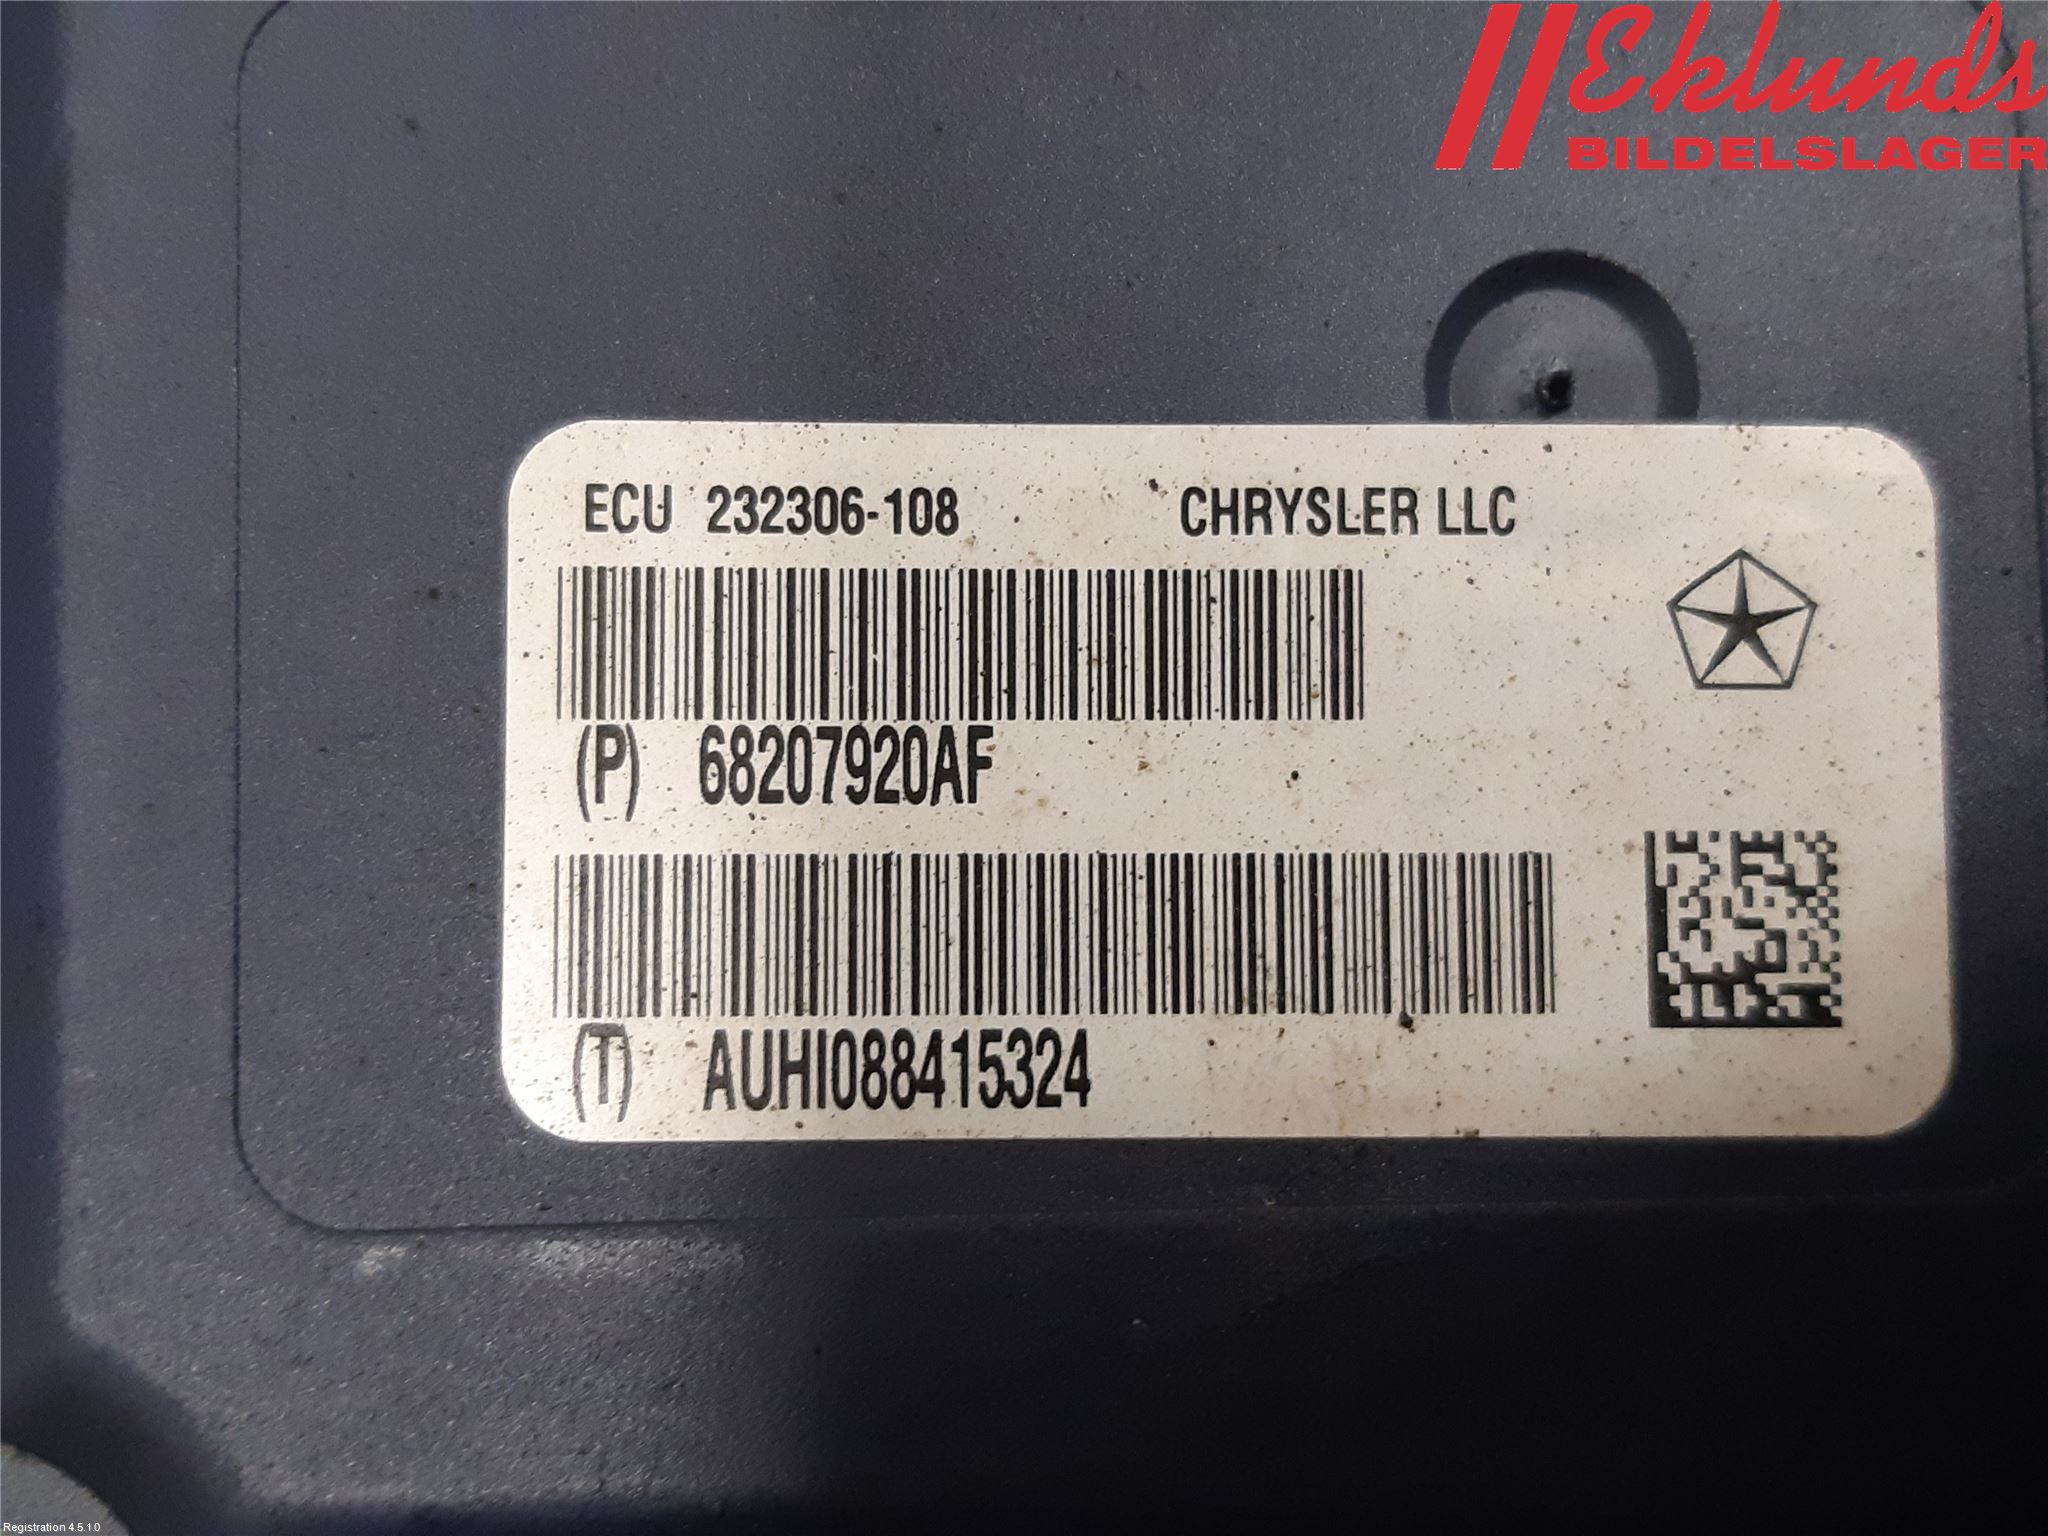 Eklunds
BILDELSLAGER
ECU 232306-108 CHRYSLER LLC
(P) 68207920AF
(T) AUHI088415324
Registration 4.5.1.0